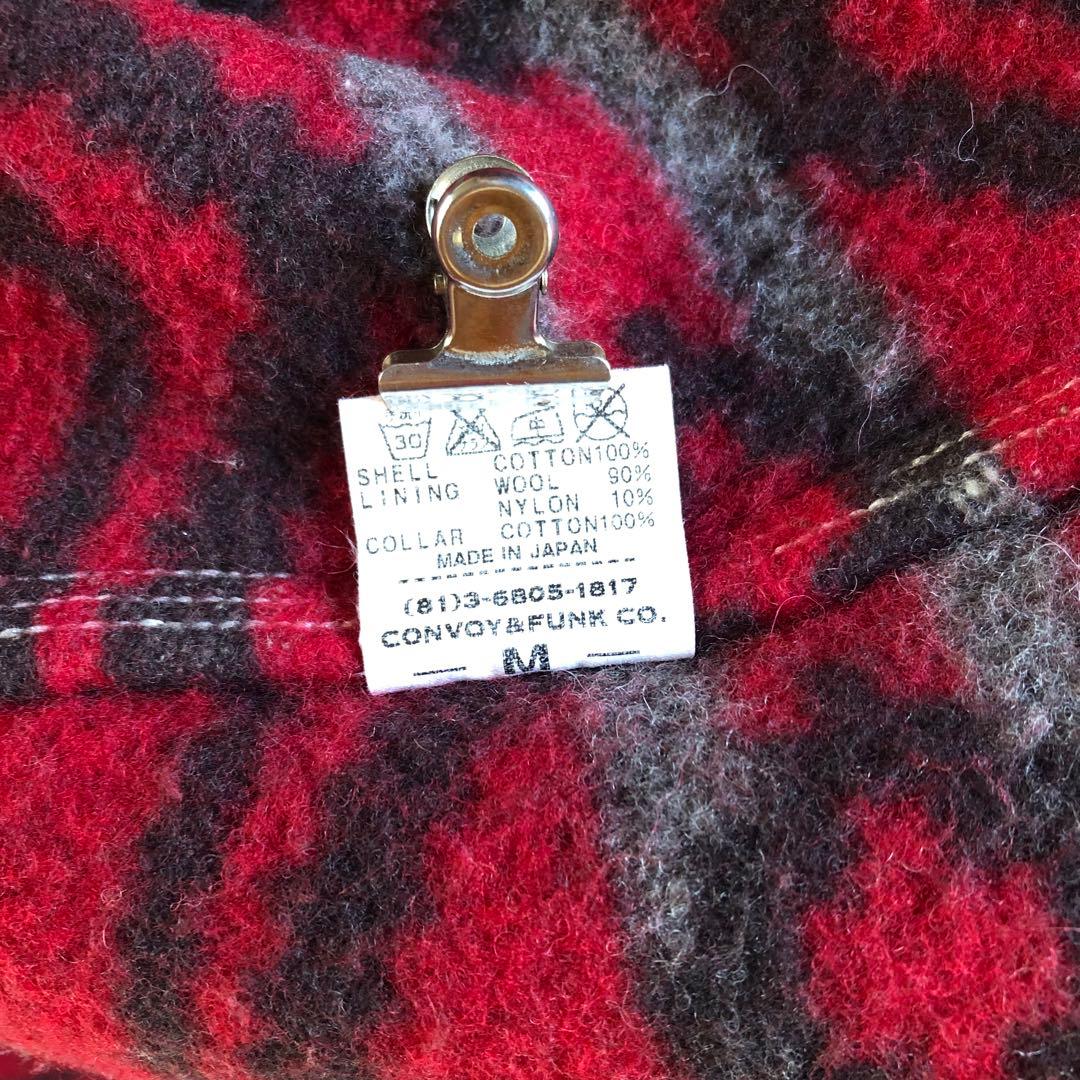 30
SHELL COTTON100%
LINING WOOL 90%
NYLON 10%
COLLAR COTTON100%
MADE IN JAPAN
(81)3-6805-1817
CONVOY&FUNK CO.
M